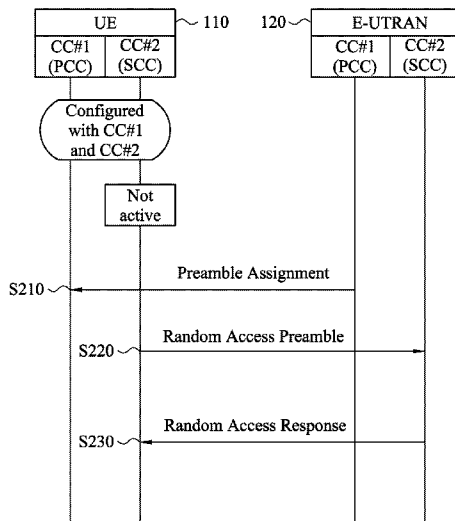 UE
110
120
E-UTRAN
CC#1
(PCC)
CC#2
(SCC)
CC#1
(PCC)
CC#2
(SCC)
Configured
with CC#1
and CC#2
Not
active
Preamble Assignment
S210
Random Access Preamble
S220
Random Access Response
S230